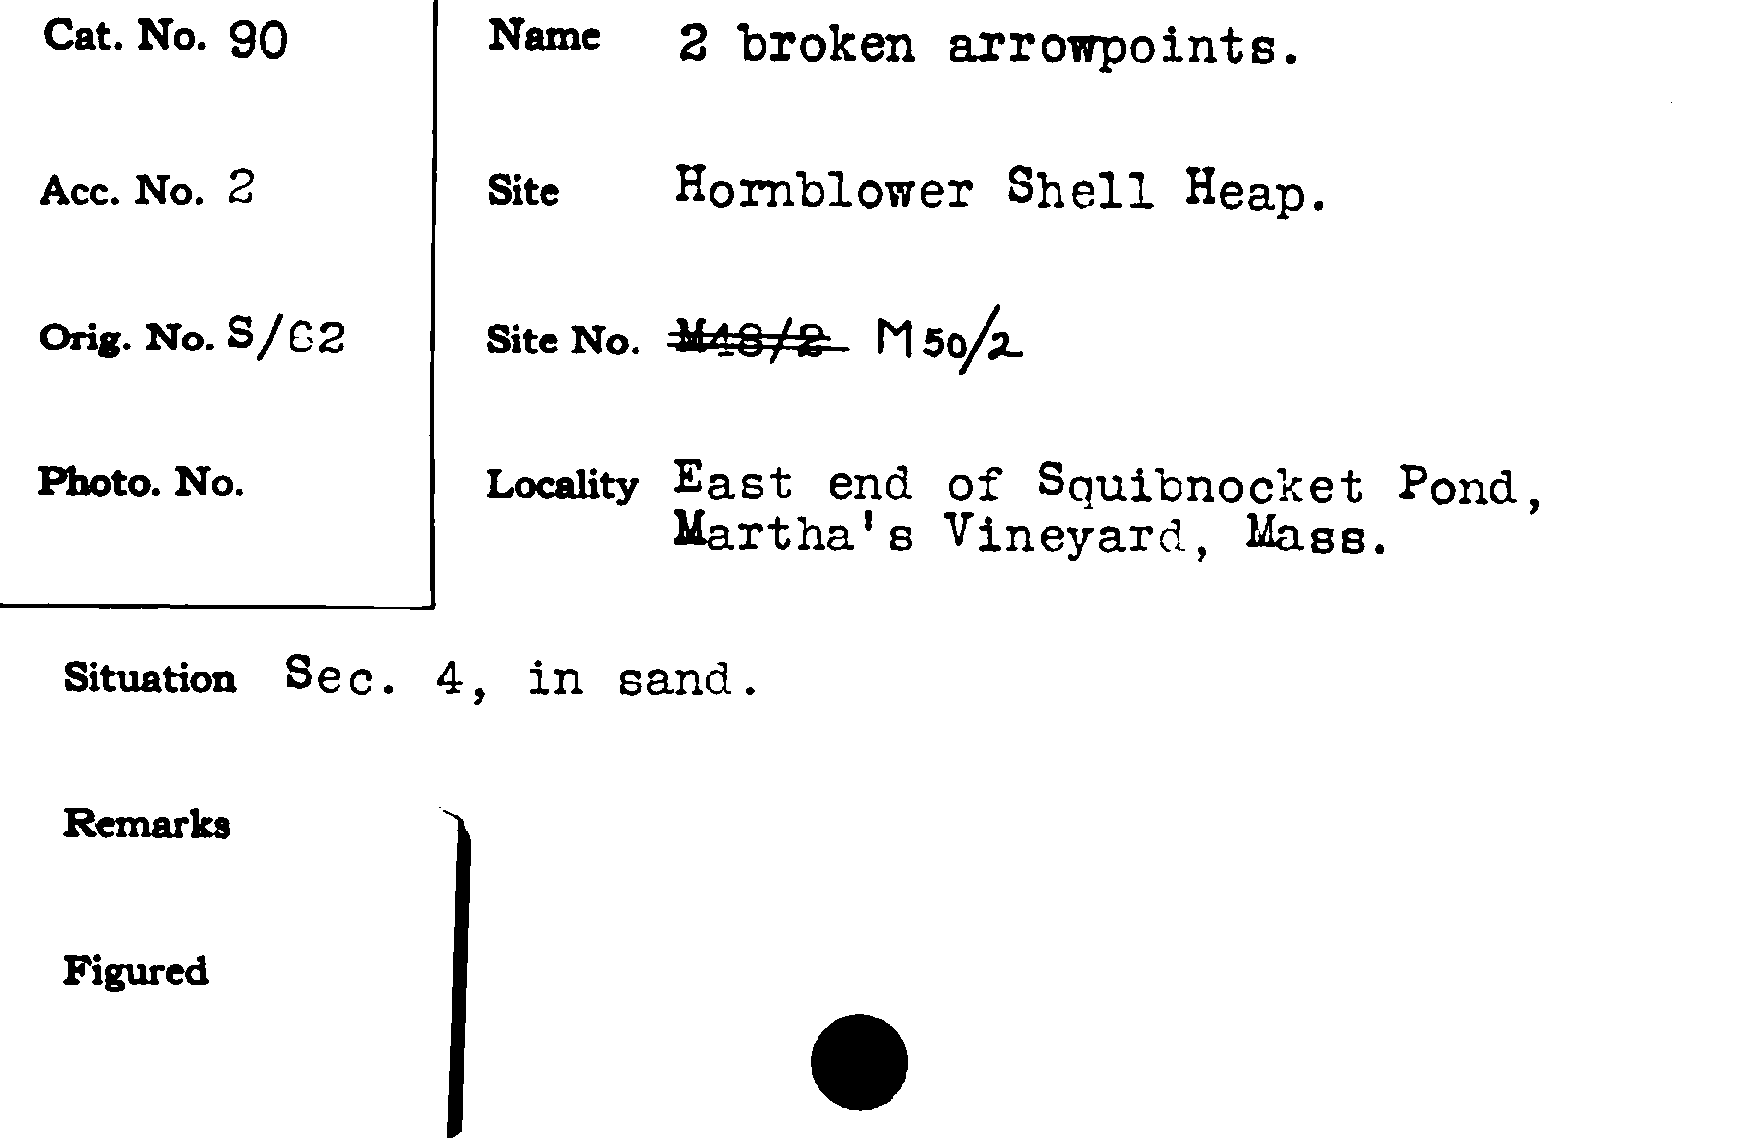 Cat. No. 90
Name 2 broken arrowpoints.
Acc. No. 2
Site Hornblower Shell Heap.
Orig. No. S/62
Site No. M48/2 M50/2
Photo. No.
Locality East end of Squibnocket Pond,
Martha's Vineyard, Mass.
Situation Sec. 4, in sand.
Remarks
Figured